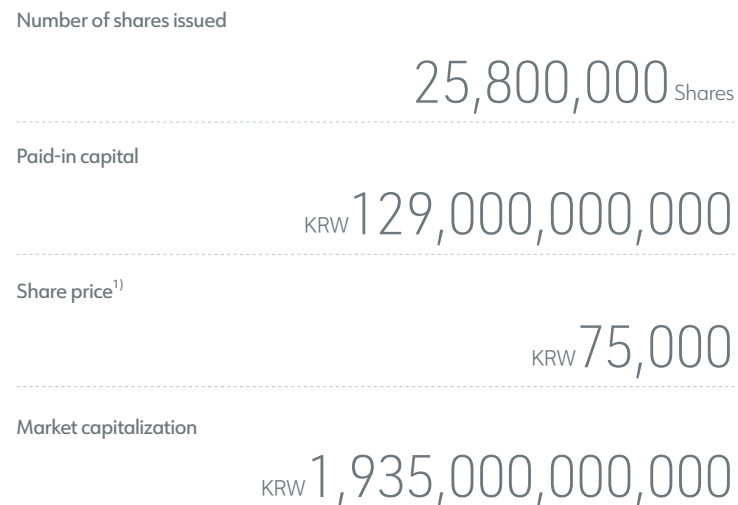 Number of shares issued
25,800,000 Shares
Paid-in capital
KRW 129,000,000,000
Share price1)
KRW 75,000
Market capitalization
KRW 1,935,000,000,000